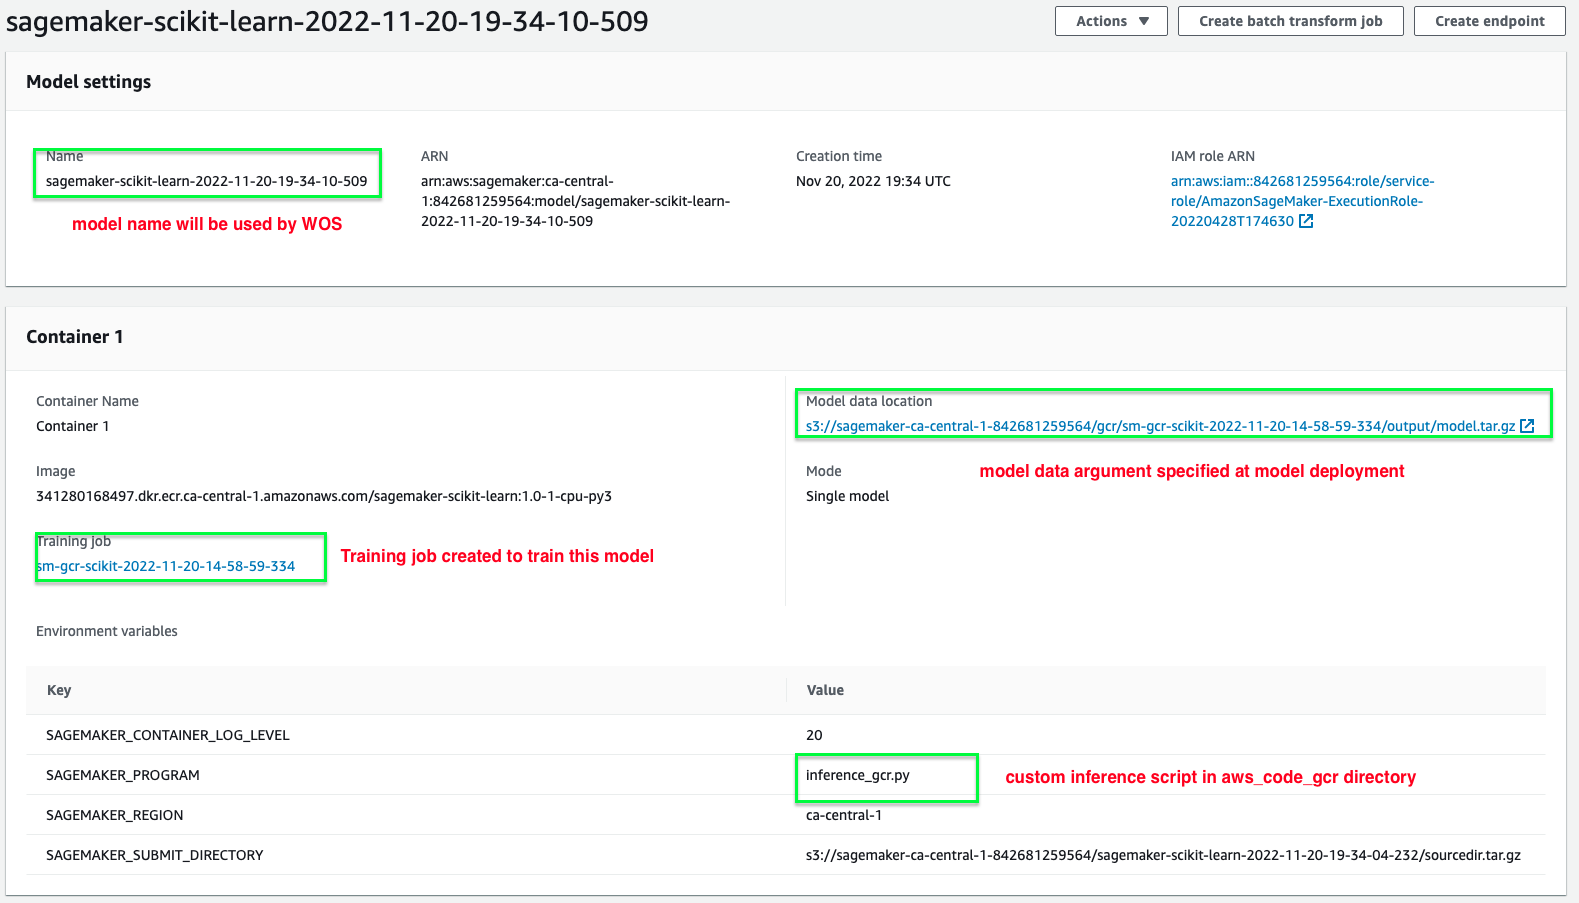 sagemaker-scikit-learn-2022-11-20-19-34-10-509
Actions ▼
Create batch transform job
Create endpoint
Model settings
Name
sagemaker-scikit-learn-2022-11-20-19-34-10-509
model name will be used by WOS
ARN
arn:aws:sagemaker:ca-central-
1:842681259564:model/sagemaker-scikit-learn-
2022-11-20-19-34-10-509
Creation time
Nov 20, 2022 19:34 UTC
IAM role ARN
arn:aws:iam::842681259564:role/service-
role/AmazonSageMaker-ExecutionRole-
20220428T174630
Container 1
Container Name
Container 1
Image
341280168497.dkr.ecr.ca-central-1.amazonaws.com/sagemaker-scikit-learn:1.0-1-cpu-py3
Training job
sm-gcr-scikit-2022-11-20-14-58-59-334
Training job created to train this model
Model data location
s3://sagemaker-ca-central-1-842681259564/gcr/sm-gcr-scikit-2022-11-20-14-58-59-334/output/model.tar.gz
model data argument specified at model deployment
Mode
Single model
Environment variables
Key
Value
SAGEMAKER_CONTAINER_LOG_LEVEL
20
SAGEMAKER_PROGRAM
inference_gcr.py
custom inference script in aws_code_gcr directory
SAGEMAKER_REGION
ca-central-1
SAGEMAKER_SUBMIT_DIRECTORY
s3://sagemaker-ca-central-1-842681259564/sagemaker-scikit-learn-2022-11-20-19-34-04-232/sourcedir.tar.gz